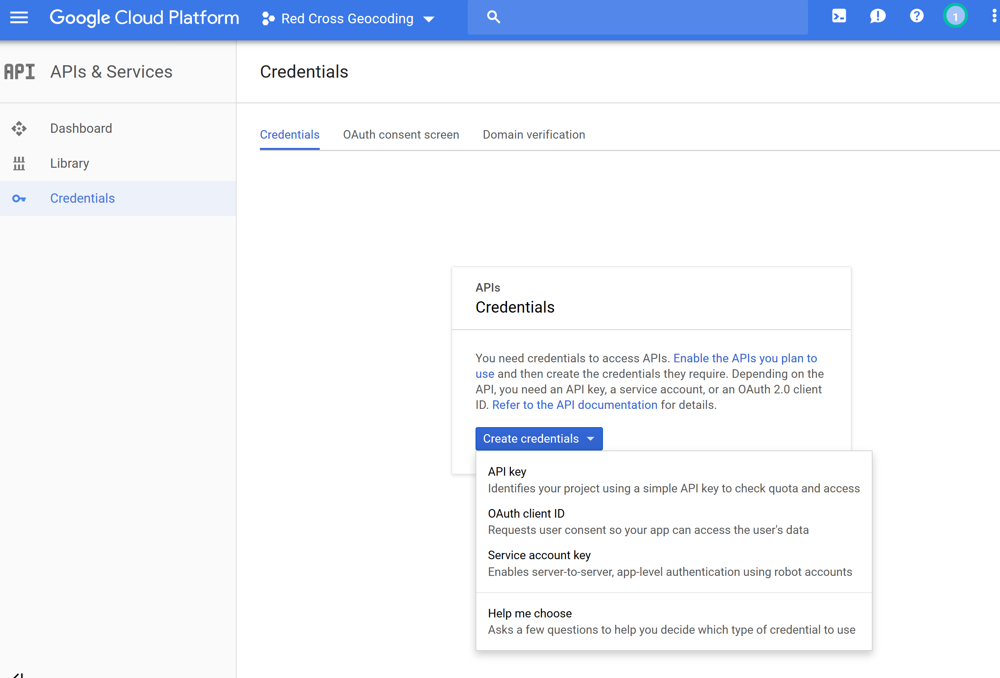 Google Cloud Platform
Red Cross Geocoding
1
API
APIs & Services
Credentials
Dashboard
Library
Credentials
Credentials
OAuth consent screen
Domain verification
APIs
Credentials
You need credentials to access APIs. Enable the APIs you plan to
use and then create the credentials they require. Depending on the
API, you need an API key, a service account, or an OAuth 2.0 client
ID. Refer to the API documentation for details.
Create credentials
API key
Identifies your project using a simple API key to check quota and access
OAuth client ID
Requests user consent so your app can access the user's data
Service account key
Enables server-to-server, app-level authentication using robot accounts
Help me choose
Asks a few questions to help you decide which type of credential to use